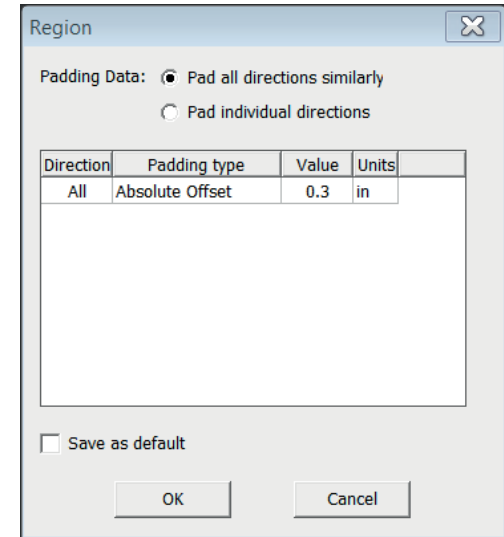 Region
Padding Data: Pad all directions similarly
Pad individual directions
Direction Padding type Value Units
All Absolute Offset 0.3 in
Save as default
OK Cancel